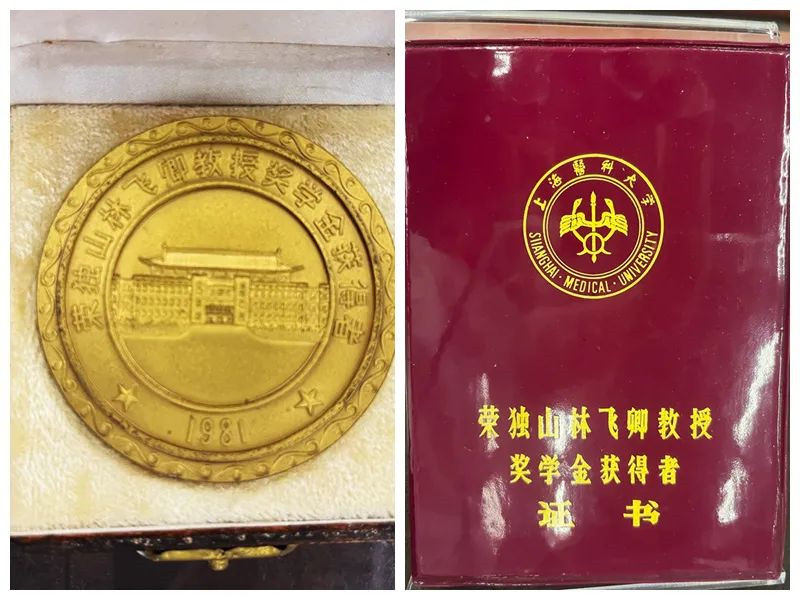 荣独山林飞卿教授奖学金获得者
1981
上海醫科大学
SHANGHAI · MEDICAL · UNIVERSITY
荣独山林飞卿教授
奖学金获得者
证书